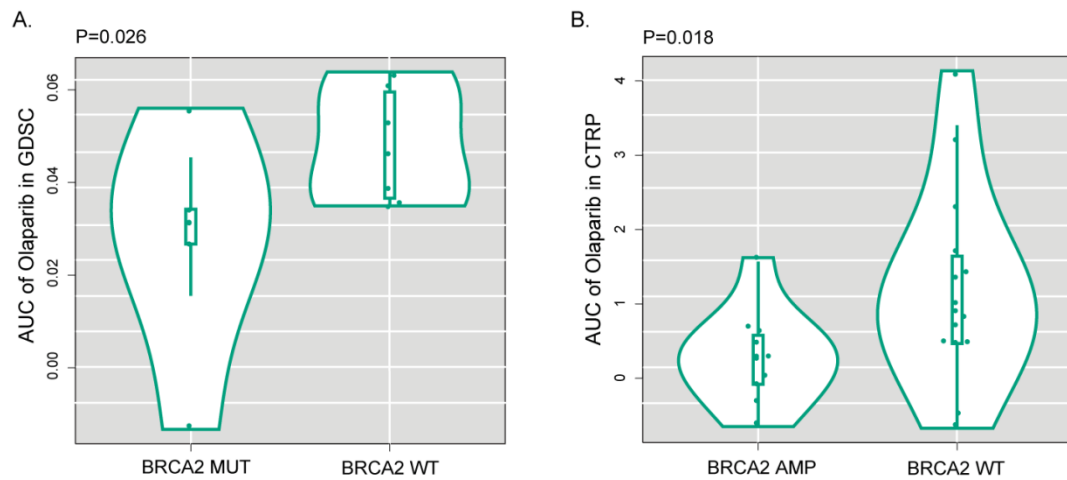 A.
P=0.026
AUC of Olaparib in GDSC
0.06
0.04
0.02
0.00
BRCA2 MUT
BRCA2 WT
B.
P=0.018
AUC of Olaparib in CTRP
4
3
2
1
0
BRCA2 AMP
BRCA2 WT